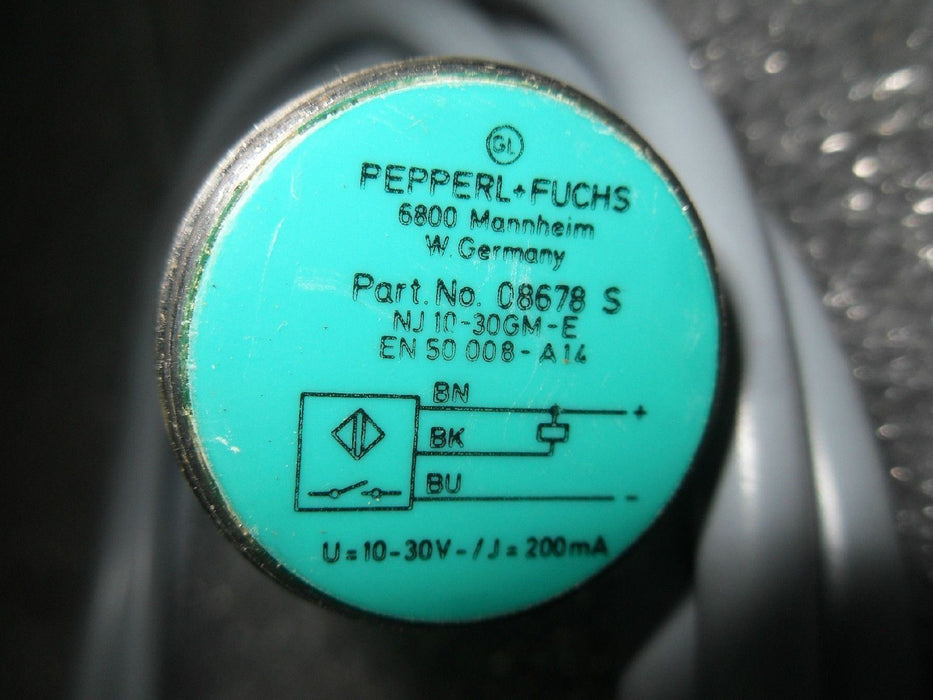 GL
PEPPERL+FUCHS
6800 Mannheim
W. Germany
Part. No. 08678 S
NJ 10-30GM-E
EN 50 008-A14
BN
+
BK
BU
-
U=10-30V-/J=200mA